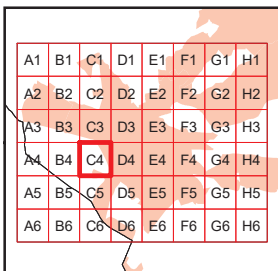 A1 B1 C1 D1 E1 F1 G1 H1
A2 B2 C2 D2 E2 F2 G2 H2
A3 B3 C3 D3 E3 F3 G3 H3
A4 B4 C4 D4 E4 F4 G4 H4
A5 B5 C5 D5 E5 F5 G5 H5
A6 B6 C6 D6 E6 F6 G6 H6